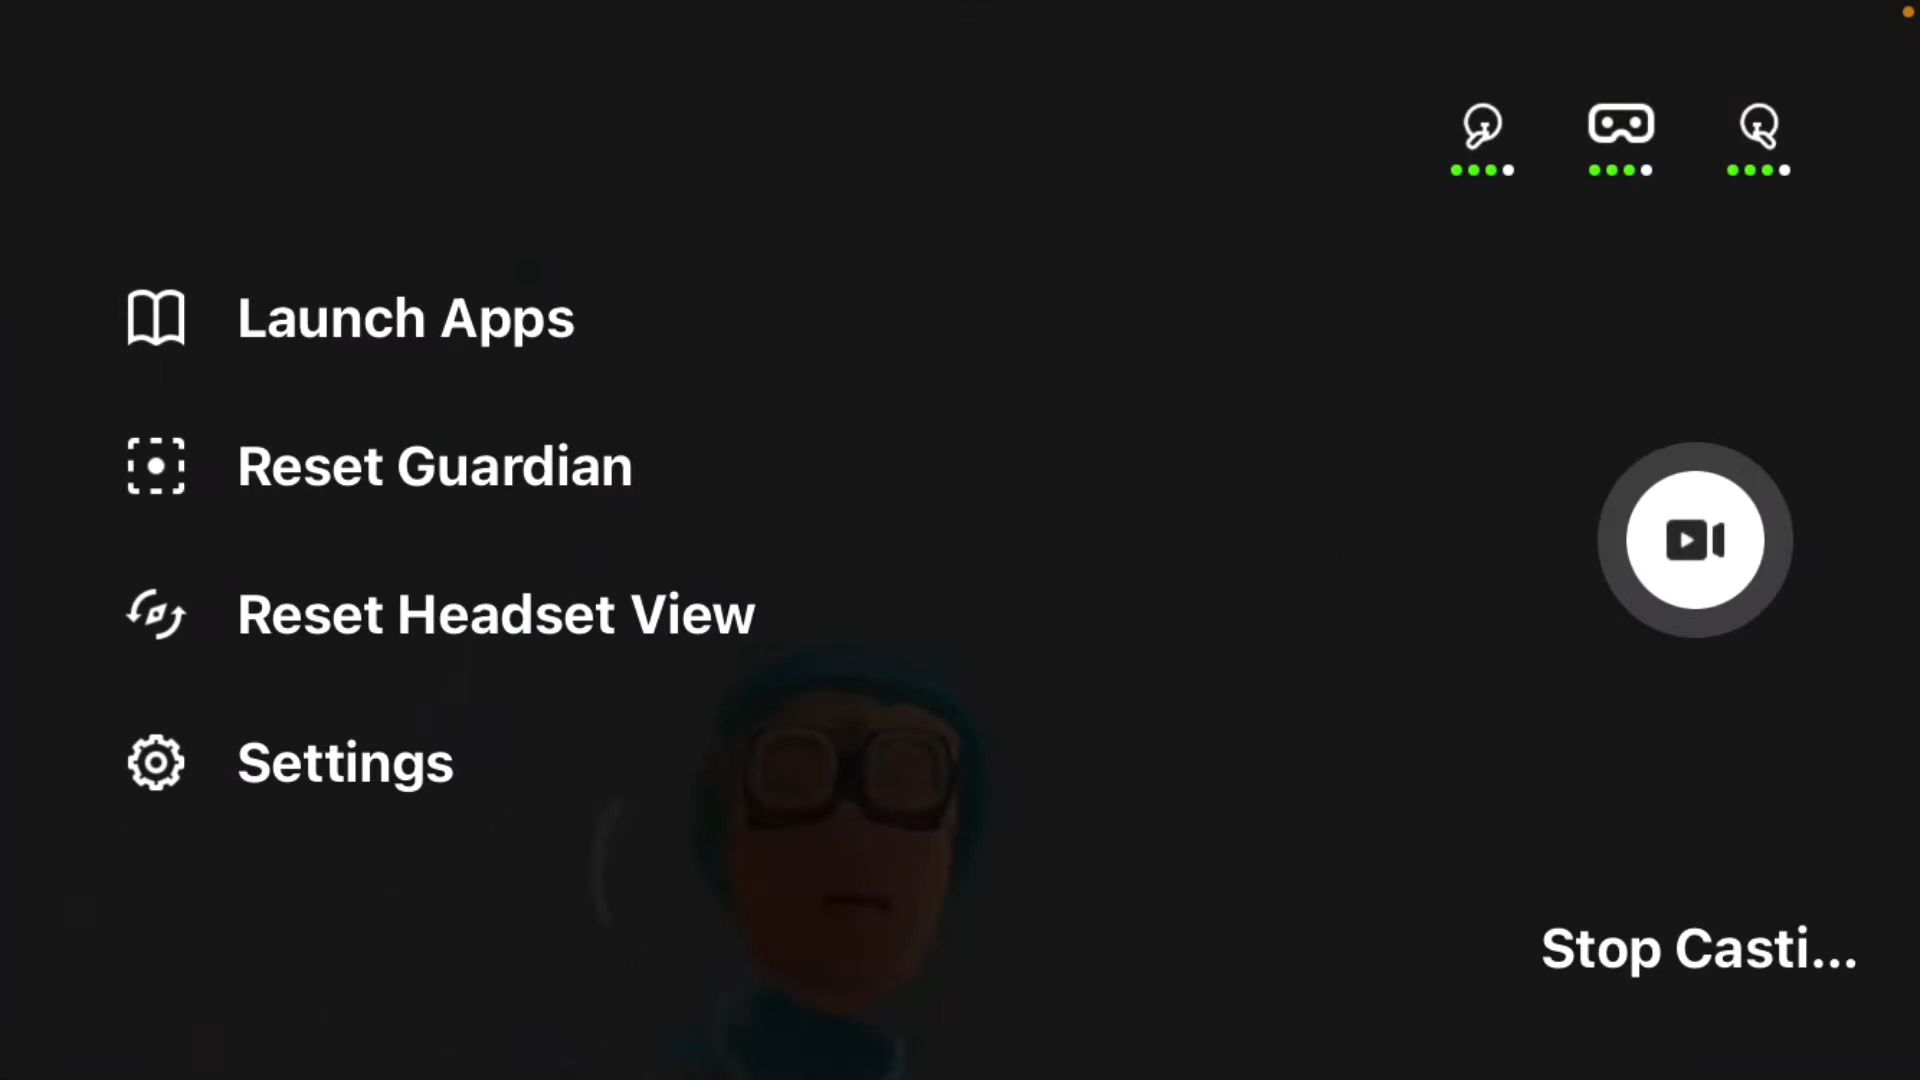 Launch Apps
Reset Guardian
Reset Headset View
Settings
Stop Casti...